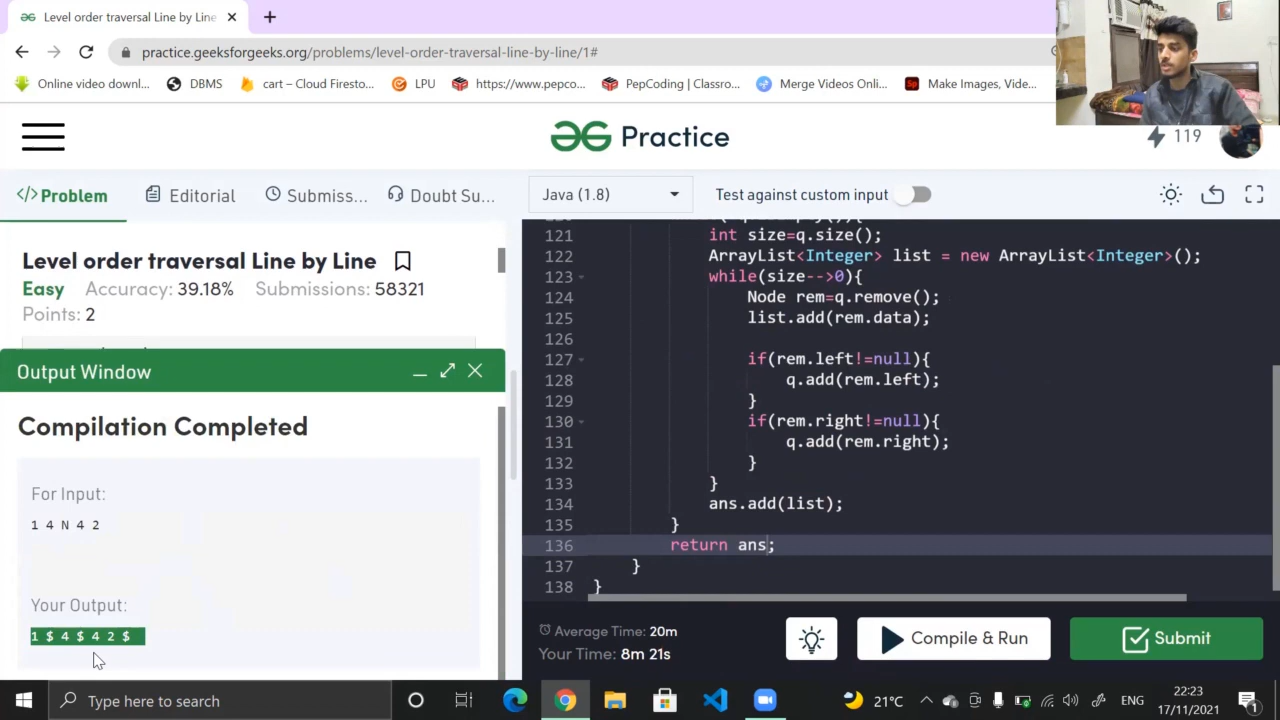 Level order traversal Line by Line
practice.geeksforgeeks.org/problems/level-order-traversal-line-by-line/1#
Online video downl... DBMS cart – Cloud Firesto... LPU https://www.pepco... PepCoding | Classro... Merge Videos Onli... Make Images, Vide...
Practice
119
</> Problem Editorial Submiss... Doubt Su...
Java (1.8) Test against custom input
Level order traversal Line by Line
Easy Accuracy: 39.18% Submissions: 58321
Points: 2
Output Window
Compilation Completed
For Input:
1 4 N 4 2
Your Output:
1 $ 4 $ 4 2 $
121 int size=q.size();
122 ArrayList<Integer> list = new ArrayList<Integer>();
123 while(size-->0){
124 Node rem=q.remove();
125 list.add(rem.data);
126
127 if(rem.left!=null){
128 q.add(rem.left);
129 }
130 if(rem.right!=null){
131 q.add(rem.right);
132 }
133 }
134 ans.add(list);
135 }
136 return ans;
137 }
138 }
Average Time: 20m
Your Time: 8m 21s
Compile & Run
Submit
Type here to search
21°C ENG
22:23
17/11/2021
1